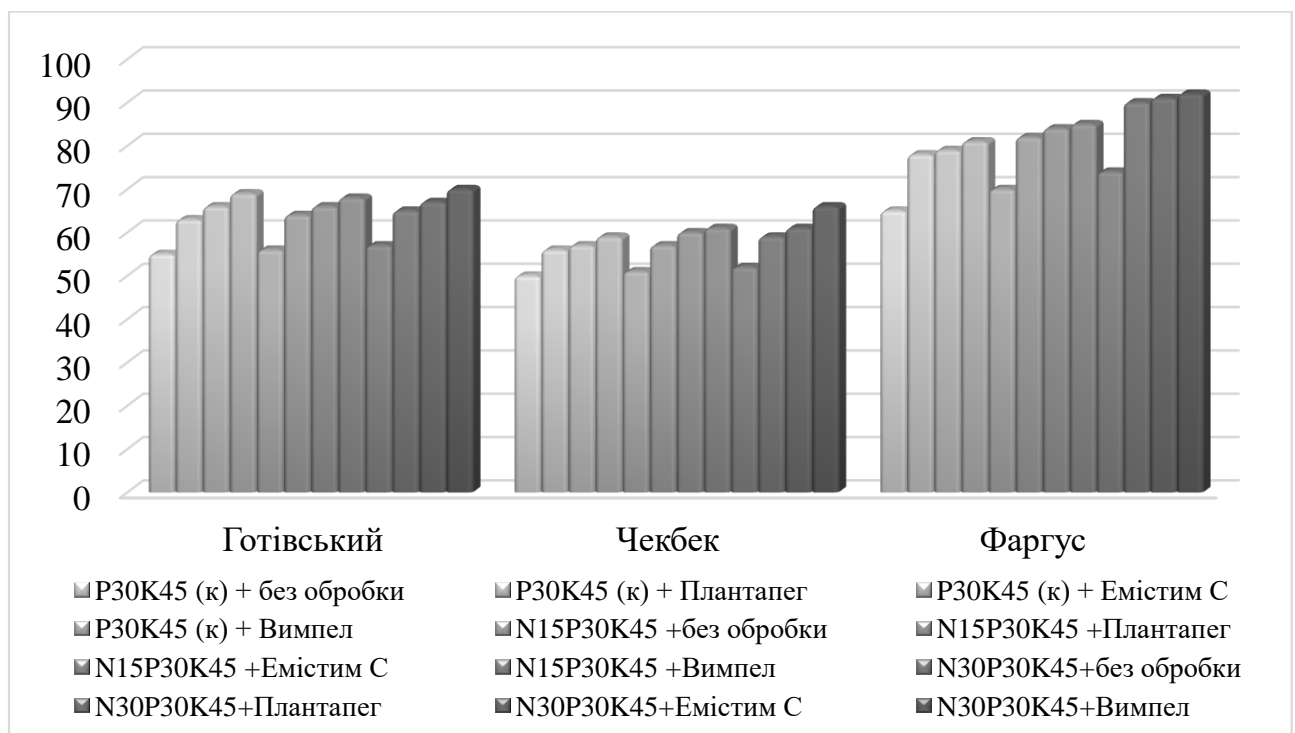 100
90
80
70
60
50
40
30
20
10
0
Готівський Чекбек Фаргус
P30K45 (к) + без обробки P30K45 (к) + Плантапег P30K45 (к) + Емістим С
P30K45 (к) + Вимпел N15P30K45 +без обробки N15P30K45 +Плантапег
N15P30K45 +Емістим С N15P30K45 +Вимпел N30P30K45+без обробки
N30P30K45+Плантапег N30P30K45+Емістим С N30P30K45+Вимпел